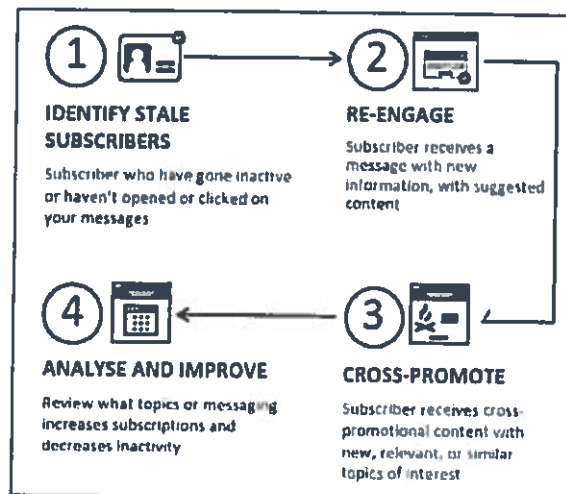 1
IDENTIFY STALE
SUBSCRIBERS
Subscriber who have gone inactive
or haven't opened or clicked on
your messages
2
RE-ENGAGE
Subscriber receives a
message with new
information, with suggested
content
3
CROSS-PROMOTE
Subscriber receives cross-
promotional content with
new, relevant, or similar
topics of interest
4
ANALYSE AND IMPROVE
Review what topics or messaging
increases subscriptions and
decreases inactivity